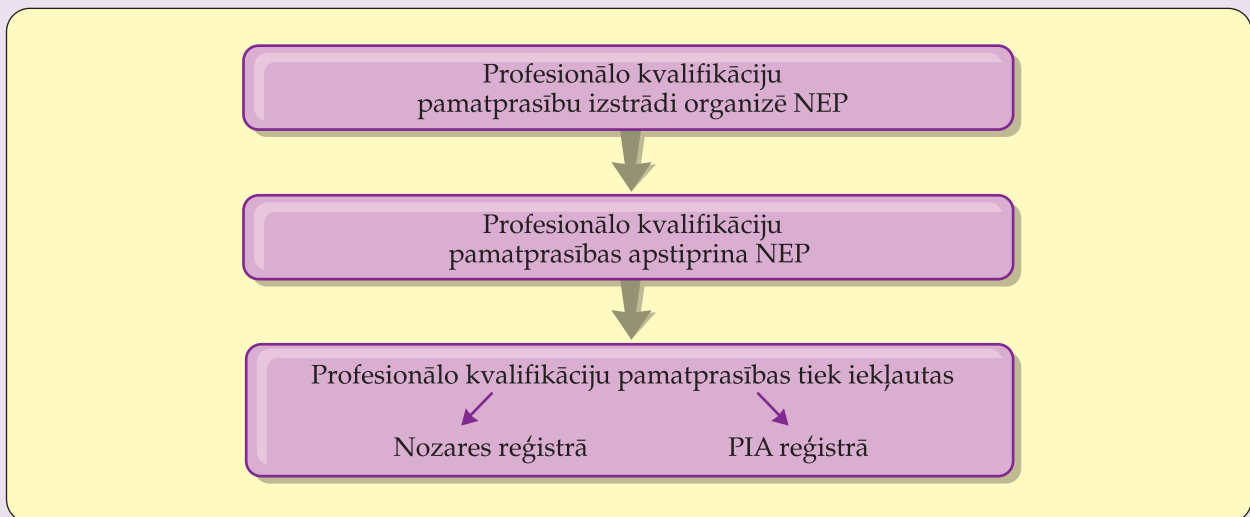 Profesionālo kvalifikāciju
pamatprasību izstrādi organizē NEP
Profesionālo kvalifikāciju
pamatprasības apstiprina NEP
Profesionālo kvalifikāciju pamatprasības tiek iekļautas
Nozares reģistrā
PIA reģistrā